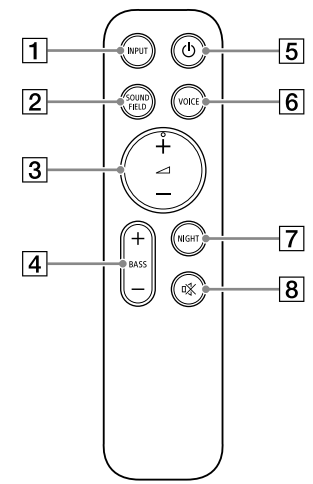 1 INPUT 5
2 SOUND FIELD VOICE 6
3 +
−
4 + BASS − NIGHT 7
8